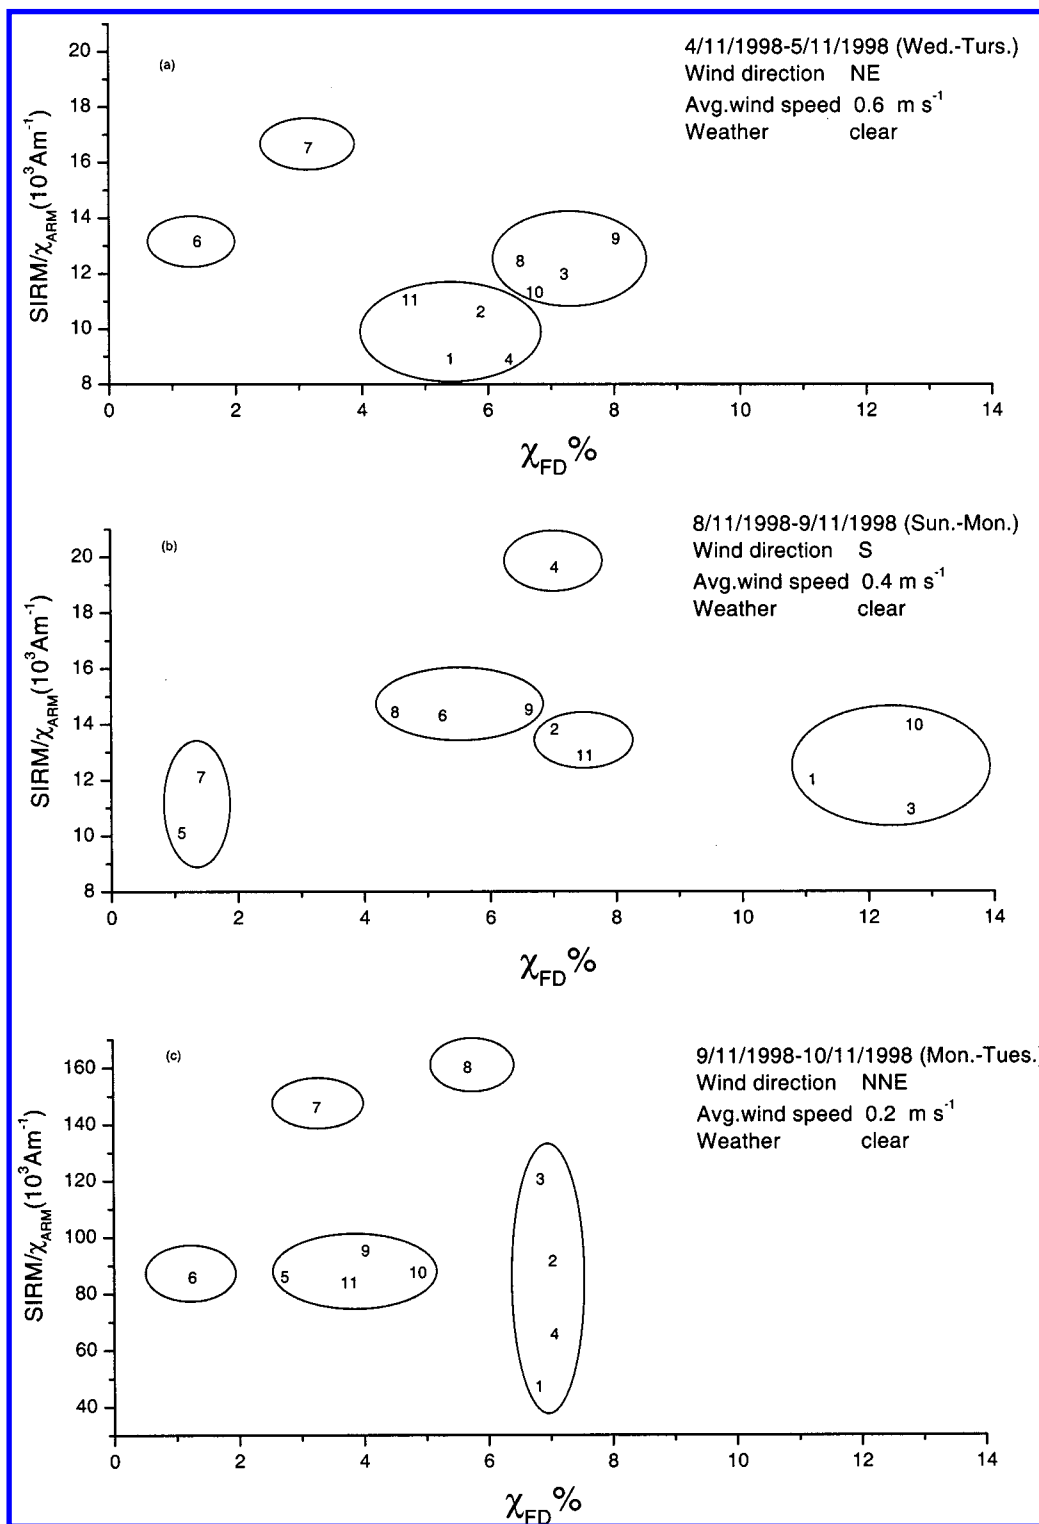 (a)
4/11/1998-5/11/1998 (Wed.-Turs.)
Wind direction NE
Avg.wind speed 0.6 m s⁻¹
Weather clear
SIRM/χ_ARM(10³Am⁻¹)
20
18
16
14
12
10
8
7
6
9
8
3
10
11
2
1
4
0 2 4 6 8 10 12 14
χ_FD%
(b)
8/11/1998-9/11/1998 (Sun.-Mon.)
Wind direction S
Avg.wind speed 0.4 m s⁻¹
Weather clear
SIRM/χ_ARM(10³Am⁻¹)
20
18
16
14
12
10
8
4
8 6 9
2
11
10
7
1
3
5
0 2 4 6 8 10 12 14
χ_FD%
(c)
9/11/1998-10/11/1998 (Mon.-Tues.)
Wind direction NNE
Avg.wind speed 0.2 m s⁻¹
Weather clear
SIRM/χ_ARM(10³Am⁻¹)
160
140
120
100
80
60
40
8
7
3
9
2
6
5
11
10
4
1
0 2 4 6 8 10 12 14
χ_FD%